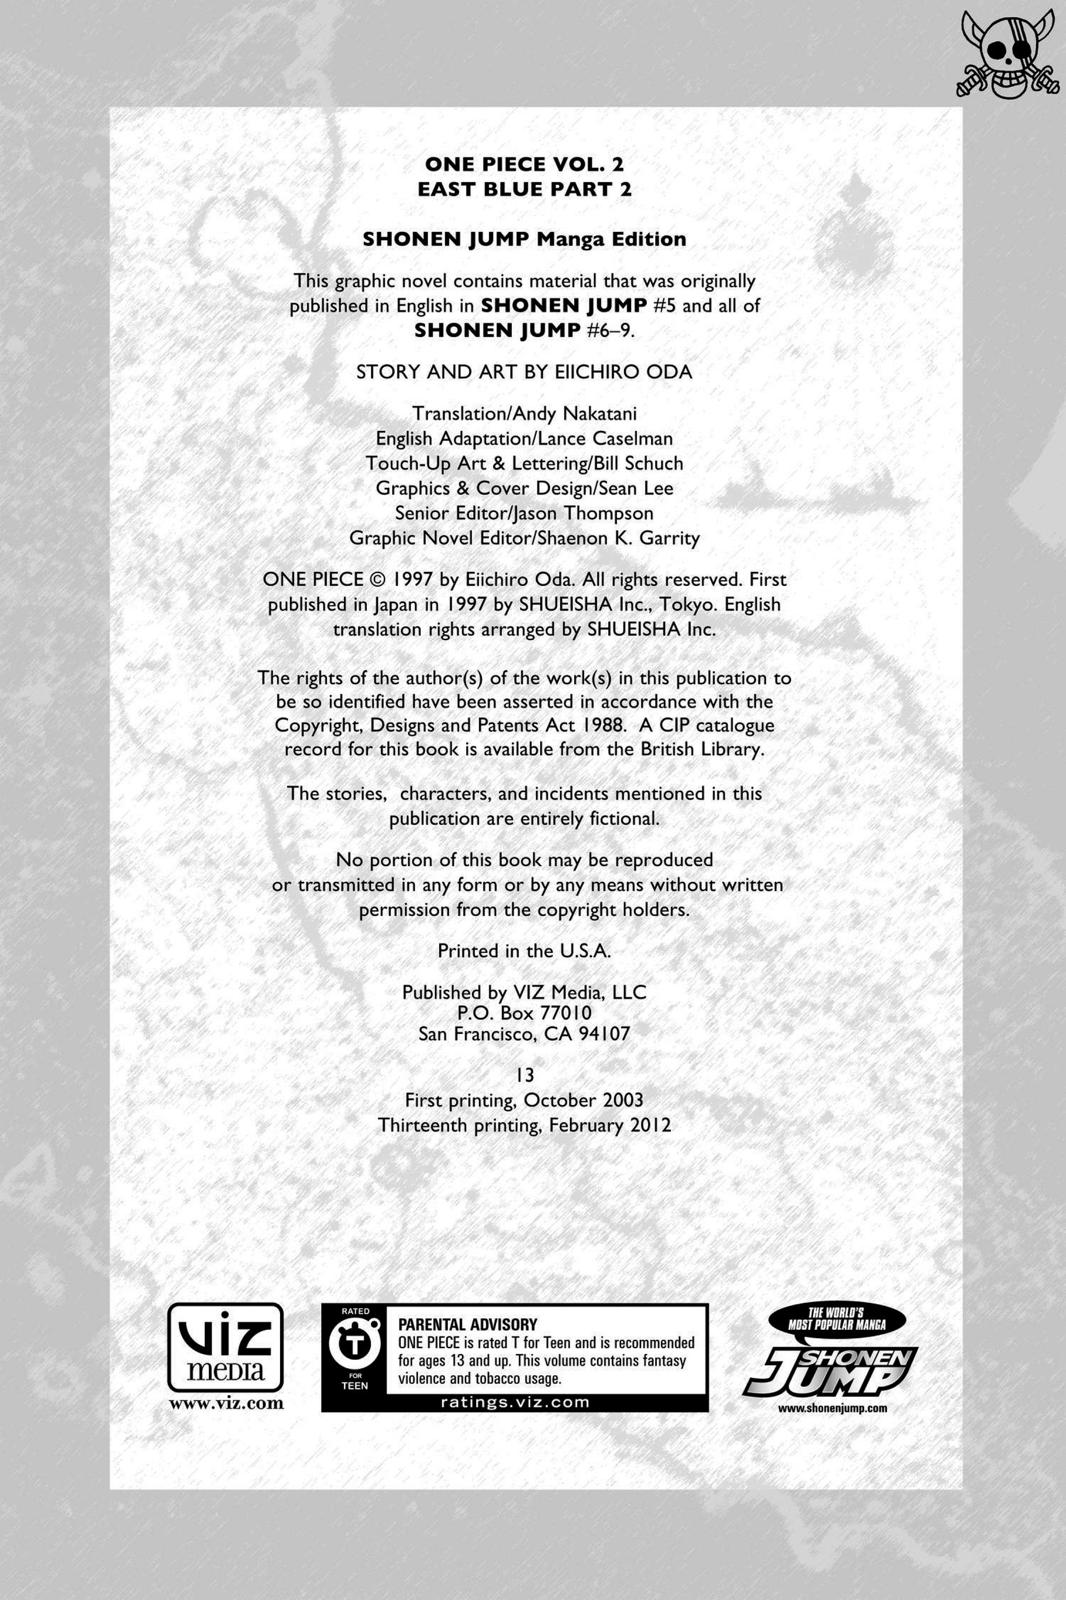 ONE PIECE VOL. 2
EAST BLUE PART 2
SHONEN JUMP Manga Edition
This graphic novel contains material that was originally
published in English in SHONEN JUMP #5 and all of
SHONEN JUMP #6–9.
STORY AND ART BY EIICHIRO ODA
Translation/Andy Nakatani
English Adaptation/Lance Caselman
Touch-Up Art & Lettering/Bill Schuch
Graphics & Cover Design/Sean Lee
Senior Editor/Jason Thompson
Graphic Novel Editor/Shaenon K. Garrity
ONE PIECE © 1997 by Eiichiro Oda. All rights reserved. First
published in Japan in 1997 by SHUEISHA Inc., Tokyo. English
translation rights arranged by SHUEISHA Inc.
The rights of the author(s) of the work(s) in this publication to
be so identified have been asserted in accordance with the
Copyright, Designs and Patents Act 1988.  A CIP catalogue
record for this book is available from the British Library.
The stories,  characters, and incidents mentioned in this
publication are entirely fictional.
No portion of this book may be reproduced
or transmitted in any form or by any means without written
permission from the copyright holders.
Printed in the U.S.A.
Published by VIZ Media, LLC
P.O. Box 77010
San Francisco, CA 94107
13
First printing, October 2003
Thirteenth printing, February 2012
viz
media
www.viz.com
RATED
T
FOR
TEEN
PARENTAL ADVISORY
ONE PIECE is rated T for Teen and is recommended
for ages 13 and up. This volume contains fantasy
violence and tobacco usage.
ratings.viz.com
THE WORLD'S
MOST POPULAR MANGA
SHONEN
JUMP
www.shonenjump.com